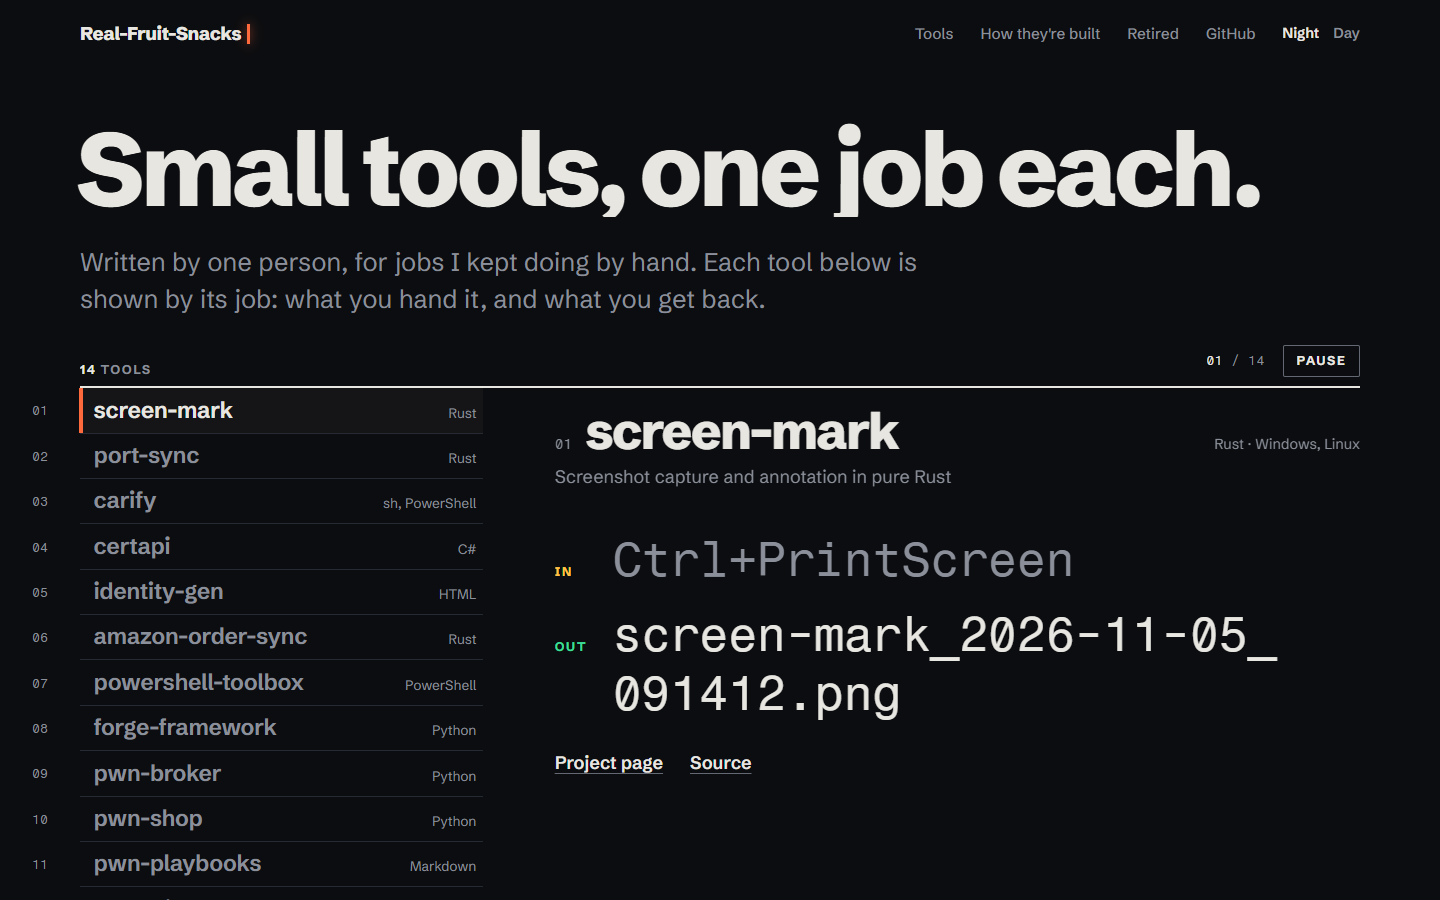 Real-Fruit-Snacks
Tools How they're built Retired GitHub Night Day
Small tools, one job each.
Written by one person, for jobs I kept doing by hand. Each tool below is
shown by its job: what you hand it, and what you get back.
14 TOOLS
01 / 14 PAUSE
01 screen-mark Rust
02 port-sync Rust
03 carify sh, PowerShell
04 certapi C#
05 identity-gen HTML
06 amazon-order-sync Rust
07 powershell-toolbox PowerShell
08 forge-framework Python
09 pwn-broker Python
10 pwn-shop Python
11 pwn-playbooks Markdown
01 screen-mark Rust · Windows, Linux
Screenshot capture and annotation in pure Rust
IN Ctrl+PrintScreen
OUT screen-mark_2026-11-05_
091412.png
Project page Source